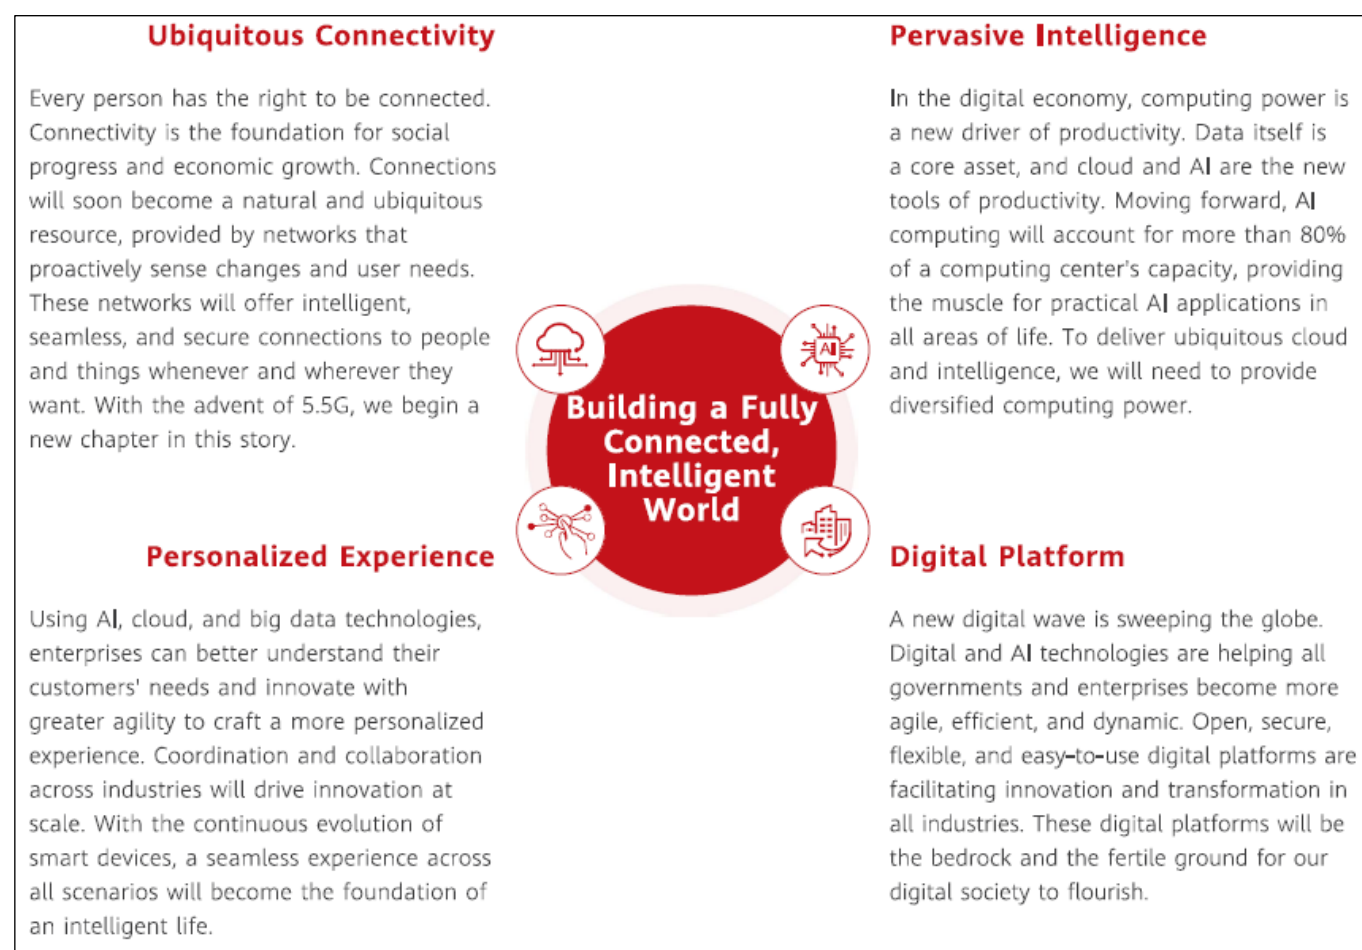 Ubiquitous Connectivity
Every person has the right to be connected.
Connectivity is the foundation for social
progress and economic growth. Connections
will soon become a natural and ubiquitous
resource, provided by networks that
proactively sense changes and user needs.
These networks will offer intelligent,
seamless, and secure connections to people
and things whenever and wherever they
want. With the advent of 5.5G, we begin a
new chapter in this story.
Pervasive Intelligence
In the digital economy, computing power is
a new driver of productivity. Data itself is
a core asset, and cloud and AI are the new
tools of productivity. Moving forward, AI
computing will account for more than 80%
of a computing center's capacity, providing
the muscle for practical AI applications in
all areas of life. To deliver ubiquitous cloud
and intelligence, we will need to provide
diversified computing power.
AI
Building a Fully
Connected,
Intelligent
World
Personalized Experience
Using AI, cloud, and big data technologies,
enterprises can better understand their
customers' needs and innovate with
greater agility to craft a more personalized
experience. Coordination and collaboration
across industries will drive innovation at
scale. With the continuous evolution of
smart devices, a seamless experience across
all scenarios will become the foundation of
an intelligent life.
Digital Platform
A new digital wave is sweeping the globe.
Digital and AI technologies are helping all
governments and enterprises become more
agile, efficient, and dynamic. Open, secure,
flexible, and easy-to-use digital platforms are
facilitating innovation and transformation in
all industries. These digital platforms will be
the bedrock and the fertile ground for our
digital society to flourish.